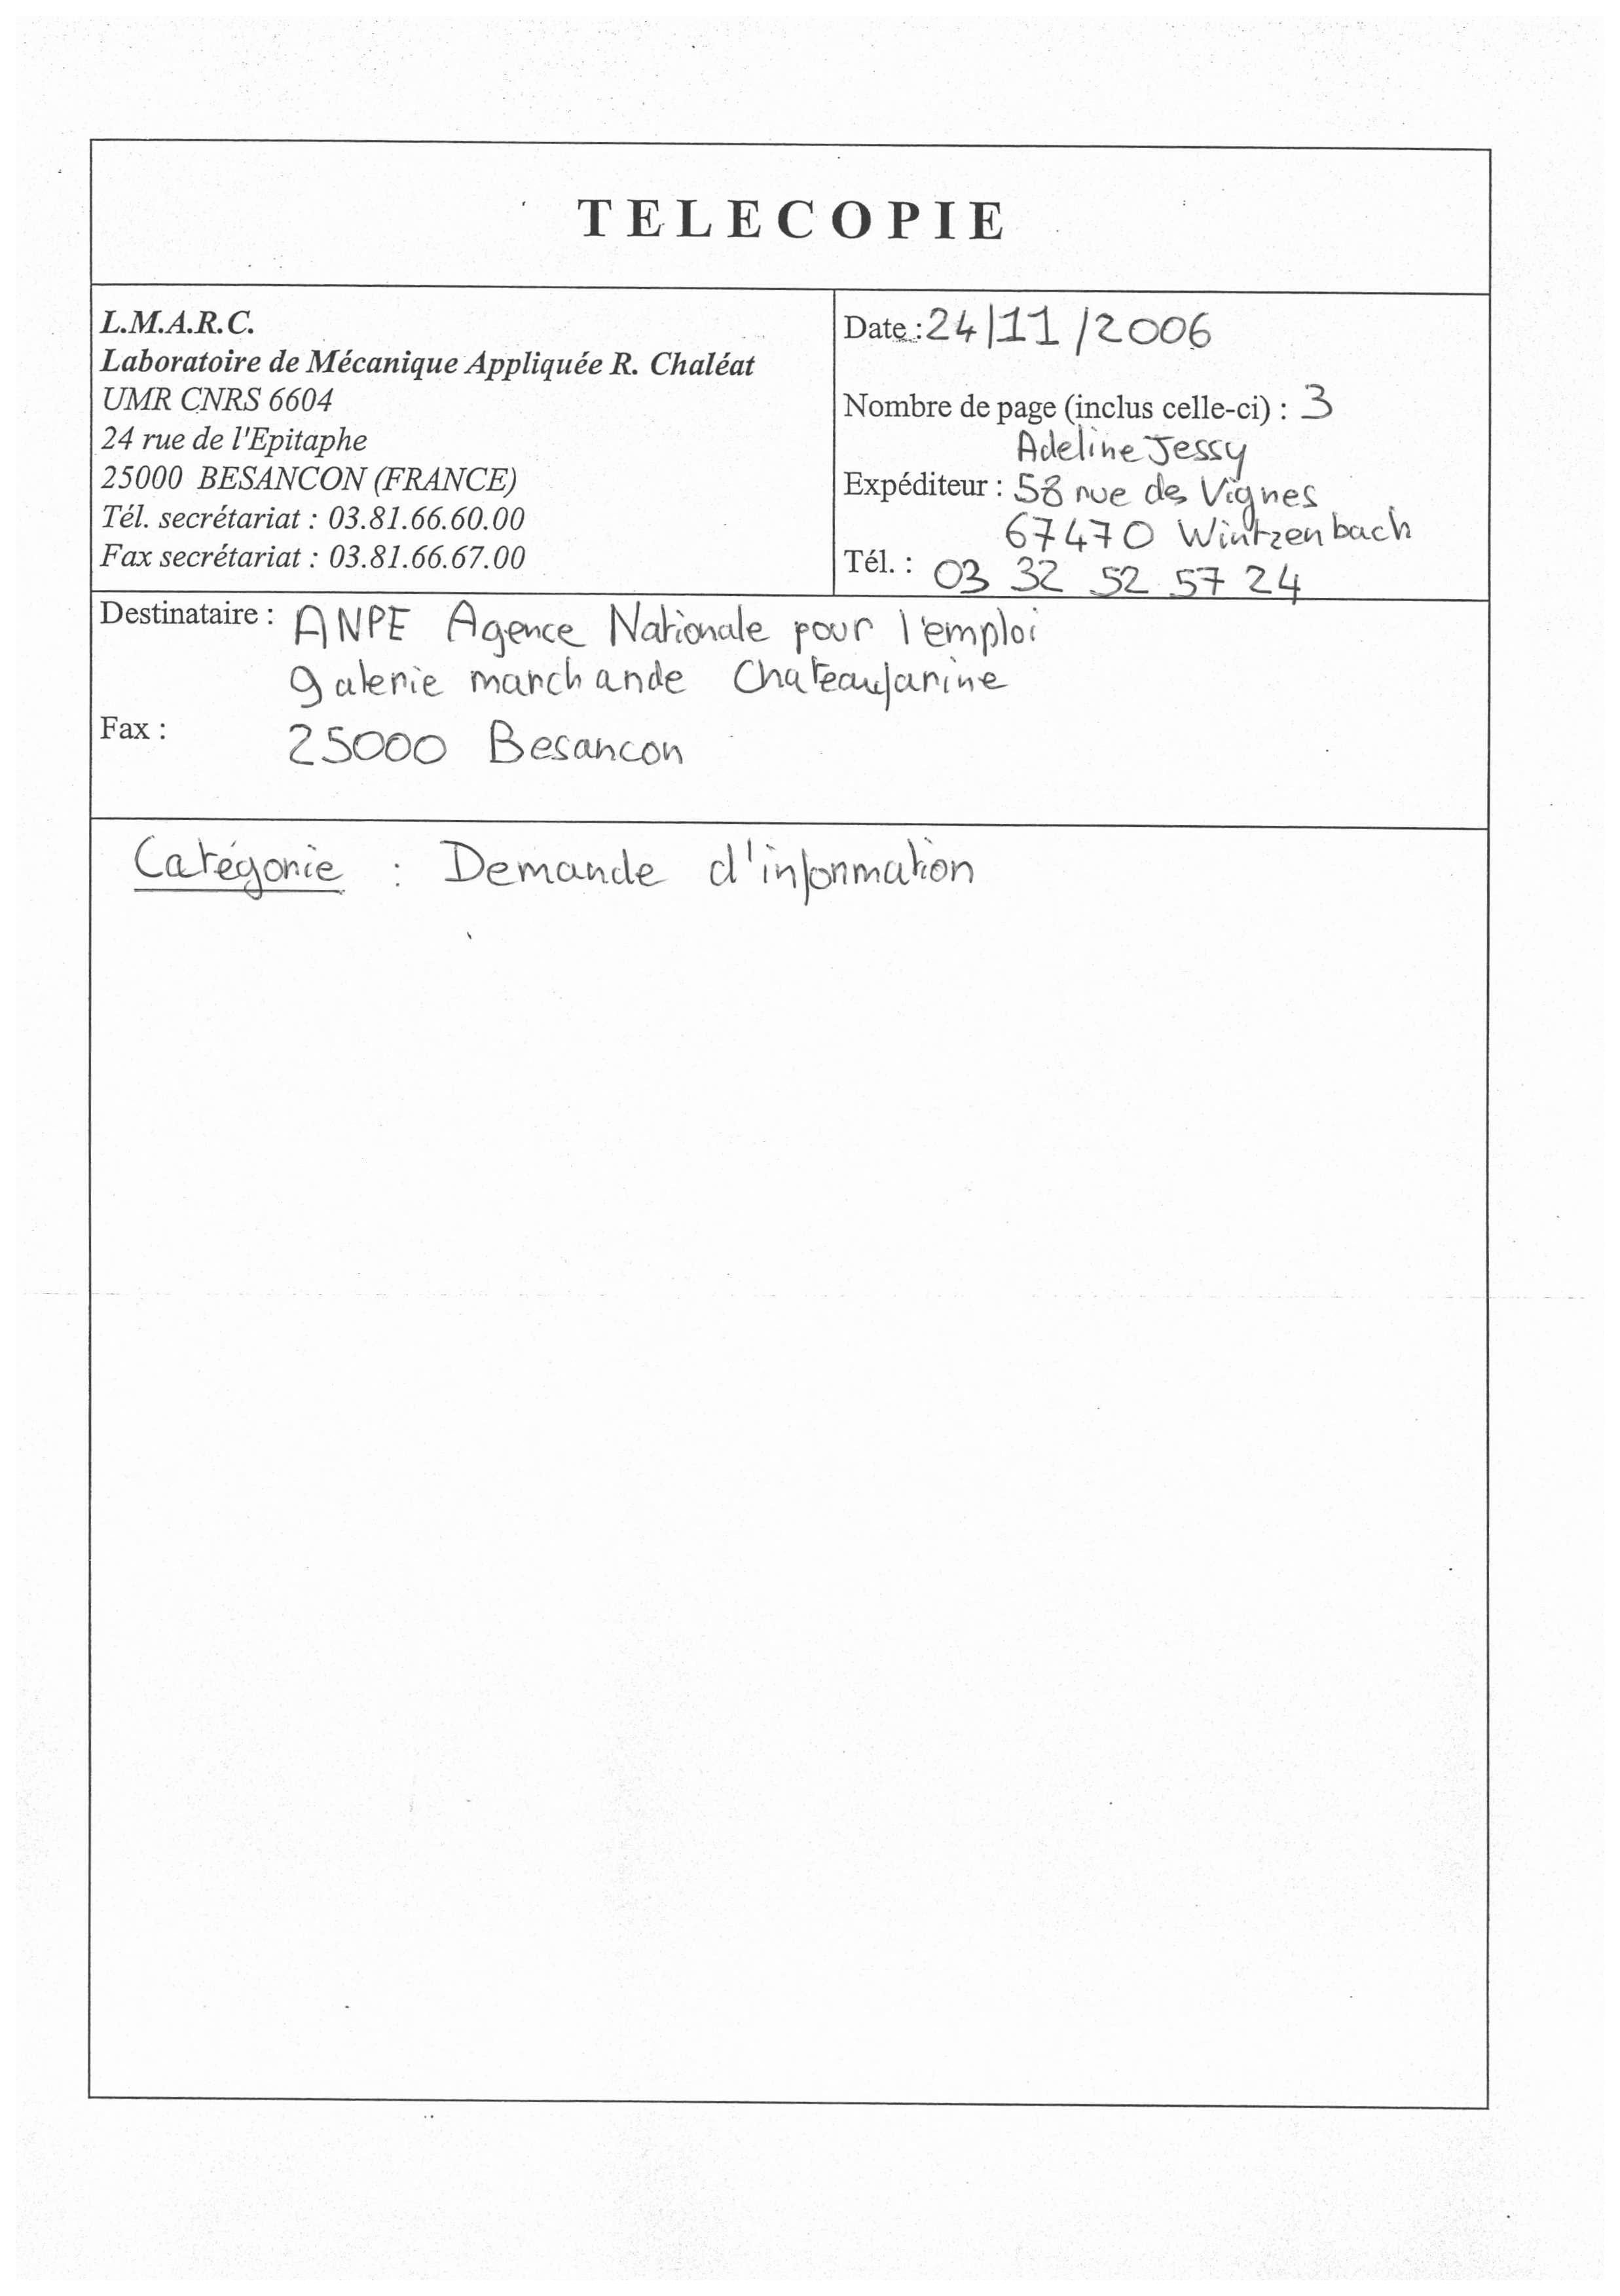 TELECOPIE
L.M.A.R.C.
Laboratoire de Mécanique Appliquée R. Chaléat
UMR CNRS 6604
24 rue de l'Epitaphe
25000 BESANCON (FRANCE)
Tél. secrétariat : 03.81.66.60.00
Fax secrétariat : 03.81.66.67.00
Date : 24/11/2006
Nombre de page (inclus celle-ci) : 3
Adeline Jessy
Expéditeur : 58 rue des Vignes
67470 Wintzenbach
Tél. : 03 32 52 57 24
Destinataire : ANPE Agence Nationale pour l'emploi
galerie marchande Chateaufarine
Fax :
25000 Besancon
Catégorie : Demande d'information